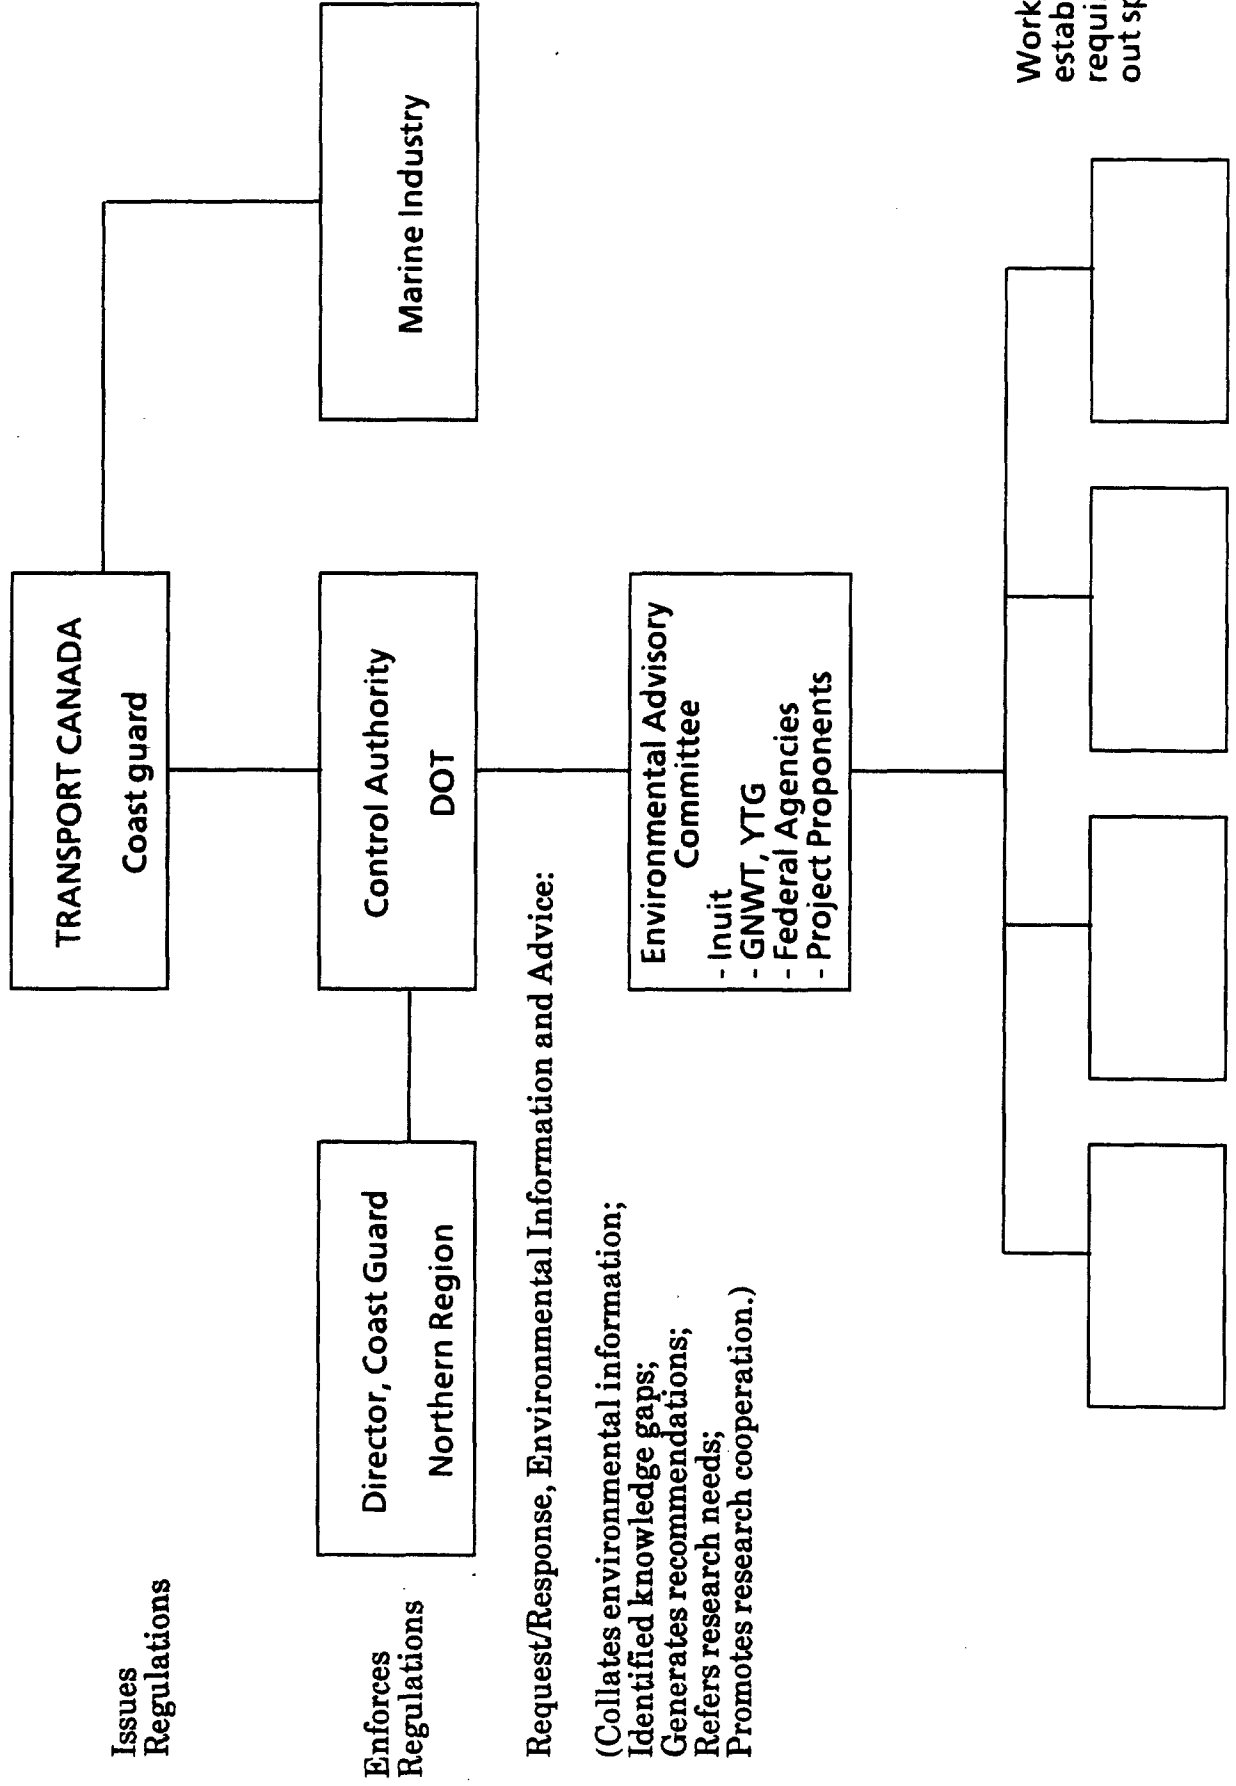 Issues
Regulations
TRANSPORT CANADA
Coast guard
Enforces
Regulations
Director, Coast Guard
Northern Region
Control Authority
DOT
Marine Industry
Request/Response, Environmental Information and Advice:
(Collates environmental information;
Identified knowledge gaps;
Generates recommendations;
Refers research needs;
Promotes research cooperation.)
Environmental Advisory
Committee
- Inuit
- GNWT, YTG
- Federal Agencies
- Project Proponents
Work
estab
requi
out sp